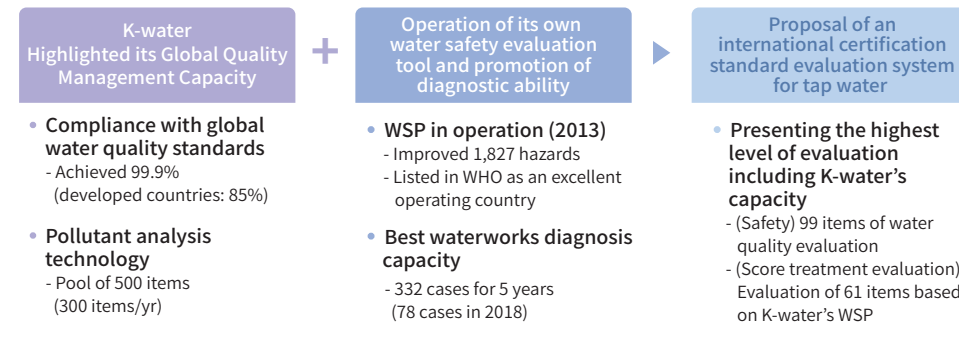 K-water
Highlighted its Global Quality
Management Capacity
• Compliance with global
water quality standards
- Achieved 99.9%
(developed countries: 85%)
• Pollutant analysis
technology
- Pool of 500 items
(300 items/yr)
+
Operation of its own
water safety evaluation
tool and promotion of
diagnostic ability
• WSP in operation (2013)
- Improved 1,827 hazards
- Listed in WHO as an excellent
operating country
• Best waterworks diagnosis
capacity
- 332 cases for 5 years
(78 cases in 2018)
Proposal of an
international certification
standard evaluation system
for tap water
• Presenting the highest
level of evaluation
including K-water's
capacity
- (Safety) 99 items of water
quality evaluation
- (Score treatment evaluation)
Evaluation of 61 items based
on K-water's WSP